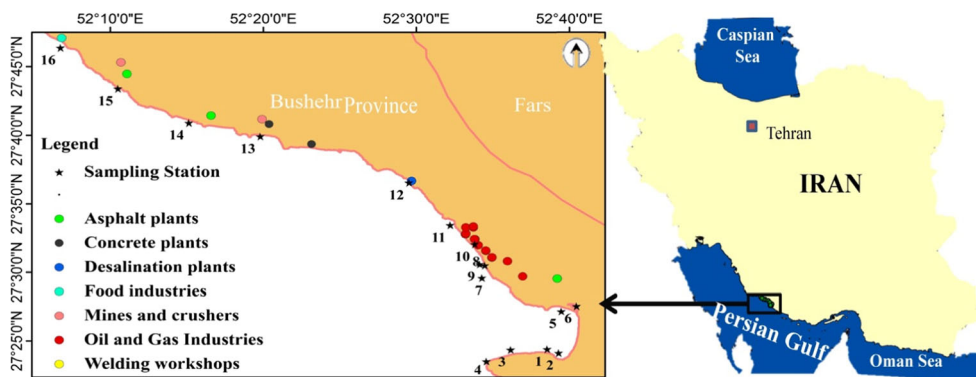 52°10'0"E
52°20'0"E
52°30'0"E
52°40'0"E
27°45'0"N
27°40'0"N
27°35'0"N
27°30'0"N
27°25'0"N
16
15
14
13
12
11
10
8
9
7
5
6
4
3
1
2
Bushehr Province
Fars
Legend
Sampling Station
Asphalt plants
Concrete plants
Desalination plants
Food industries
Mines and crushers
Oil and Gas Industries
Welding workshops
Caspian
Sea
Tehran
IRAN
Persian Gulf
Oman Sea